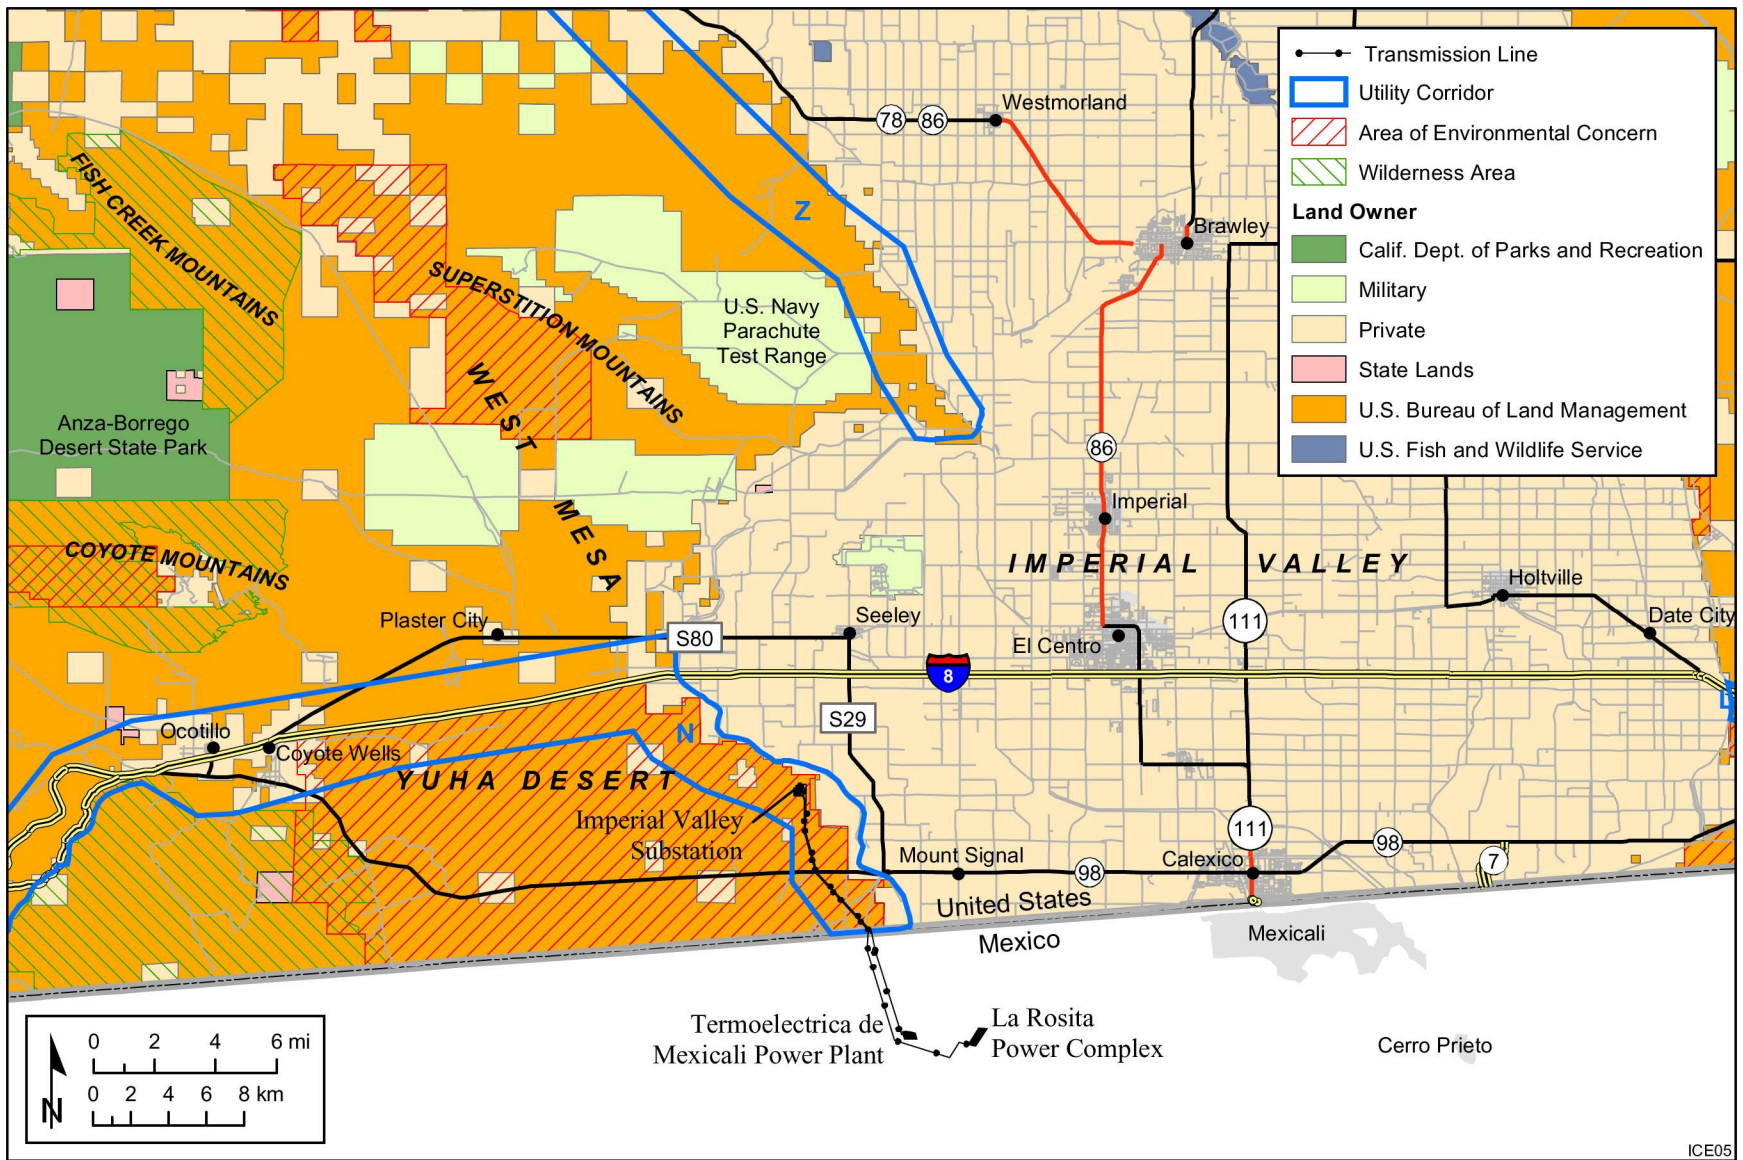 Transmission Line
Utility Corridor
Area of Environmental Concern
Wilderness Area
Land Owner
Calif. Dept. of Parks and Recreation
Military
Private
State Lands
U.S. Bureau of Land Management
U.S. Fish and Wildlife Service
Westmorland
78
86
FISH CREEK MOUNTAINS
Z
Brawley
SUPERSTITION MOUNTAINS
U.S. Navy
Parachute
Test Range
WEST MESA
Anza-Borrego
Desert State Park
86
Imperial
COYOTE MOUNTAINS
IMPERIAL VALLEY
Holtville
Plaster City
S80
Seeley
111
Date City
El Centro
8
L
Ocotillo
Coyote Wells
N
S29
YUHA DESERT
Imperial Valley
Substation
111
Mount Signal
98
Calexico
98
7
United States
Mexico
Mexicali
Termoelectrica de
Mexicali Power Plant
La Rosita
Power Complex
Cerro Prieto
0 2 4 6 mi
0 2 4 6 8 km
N
ICE05